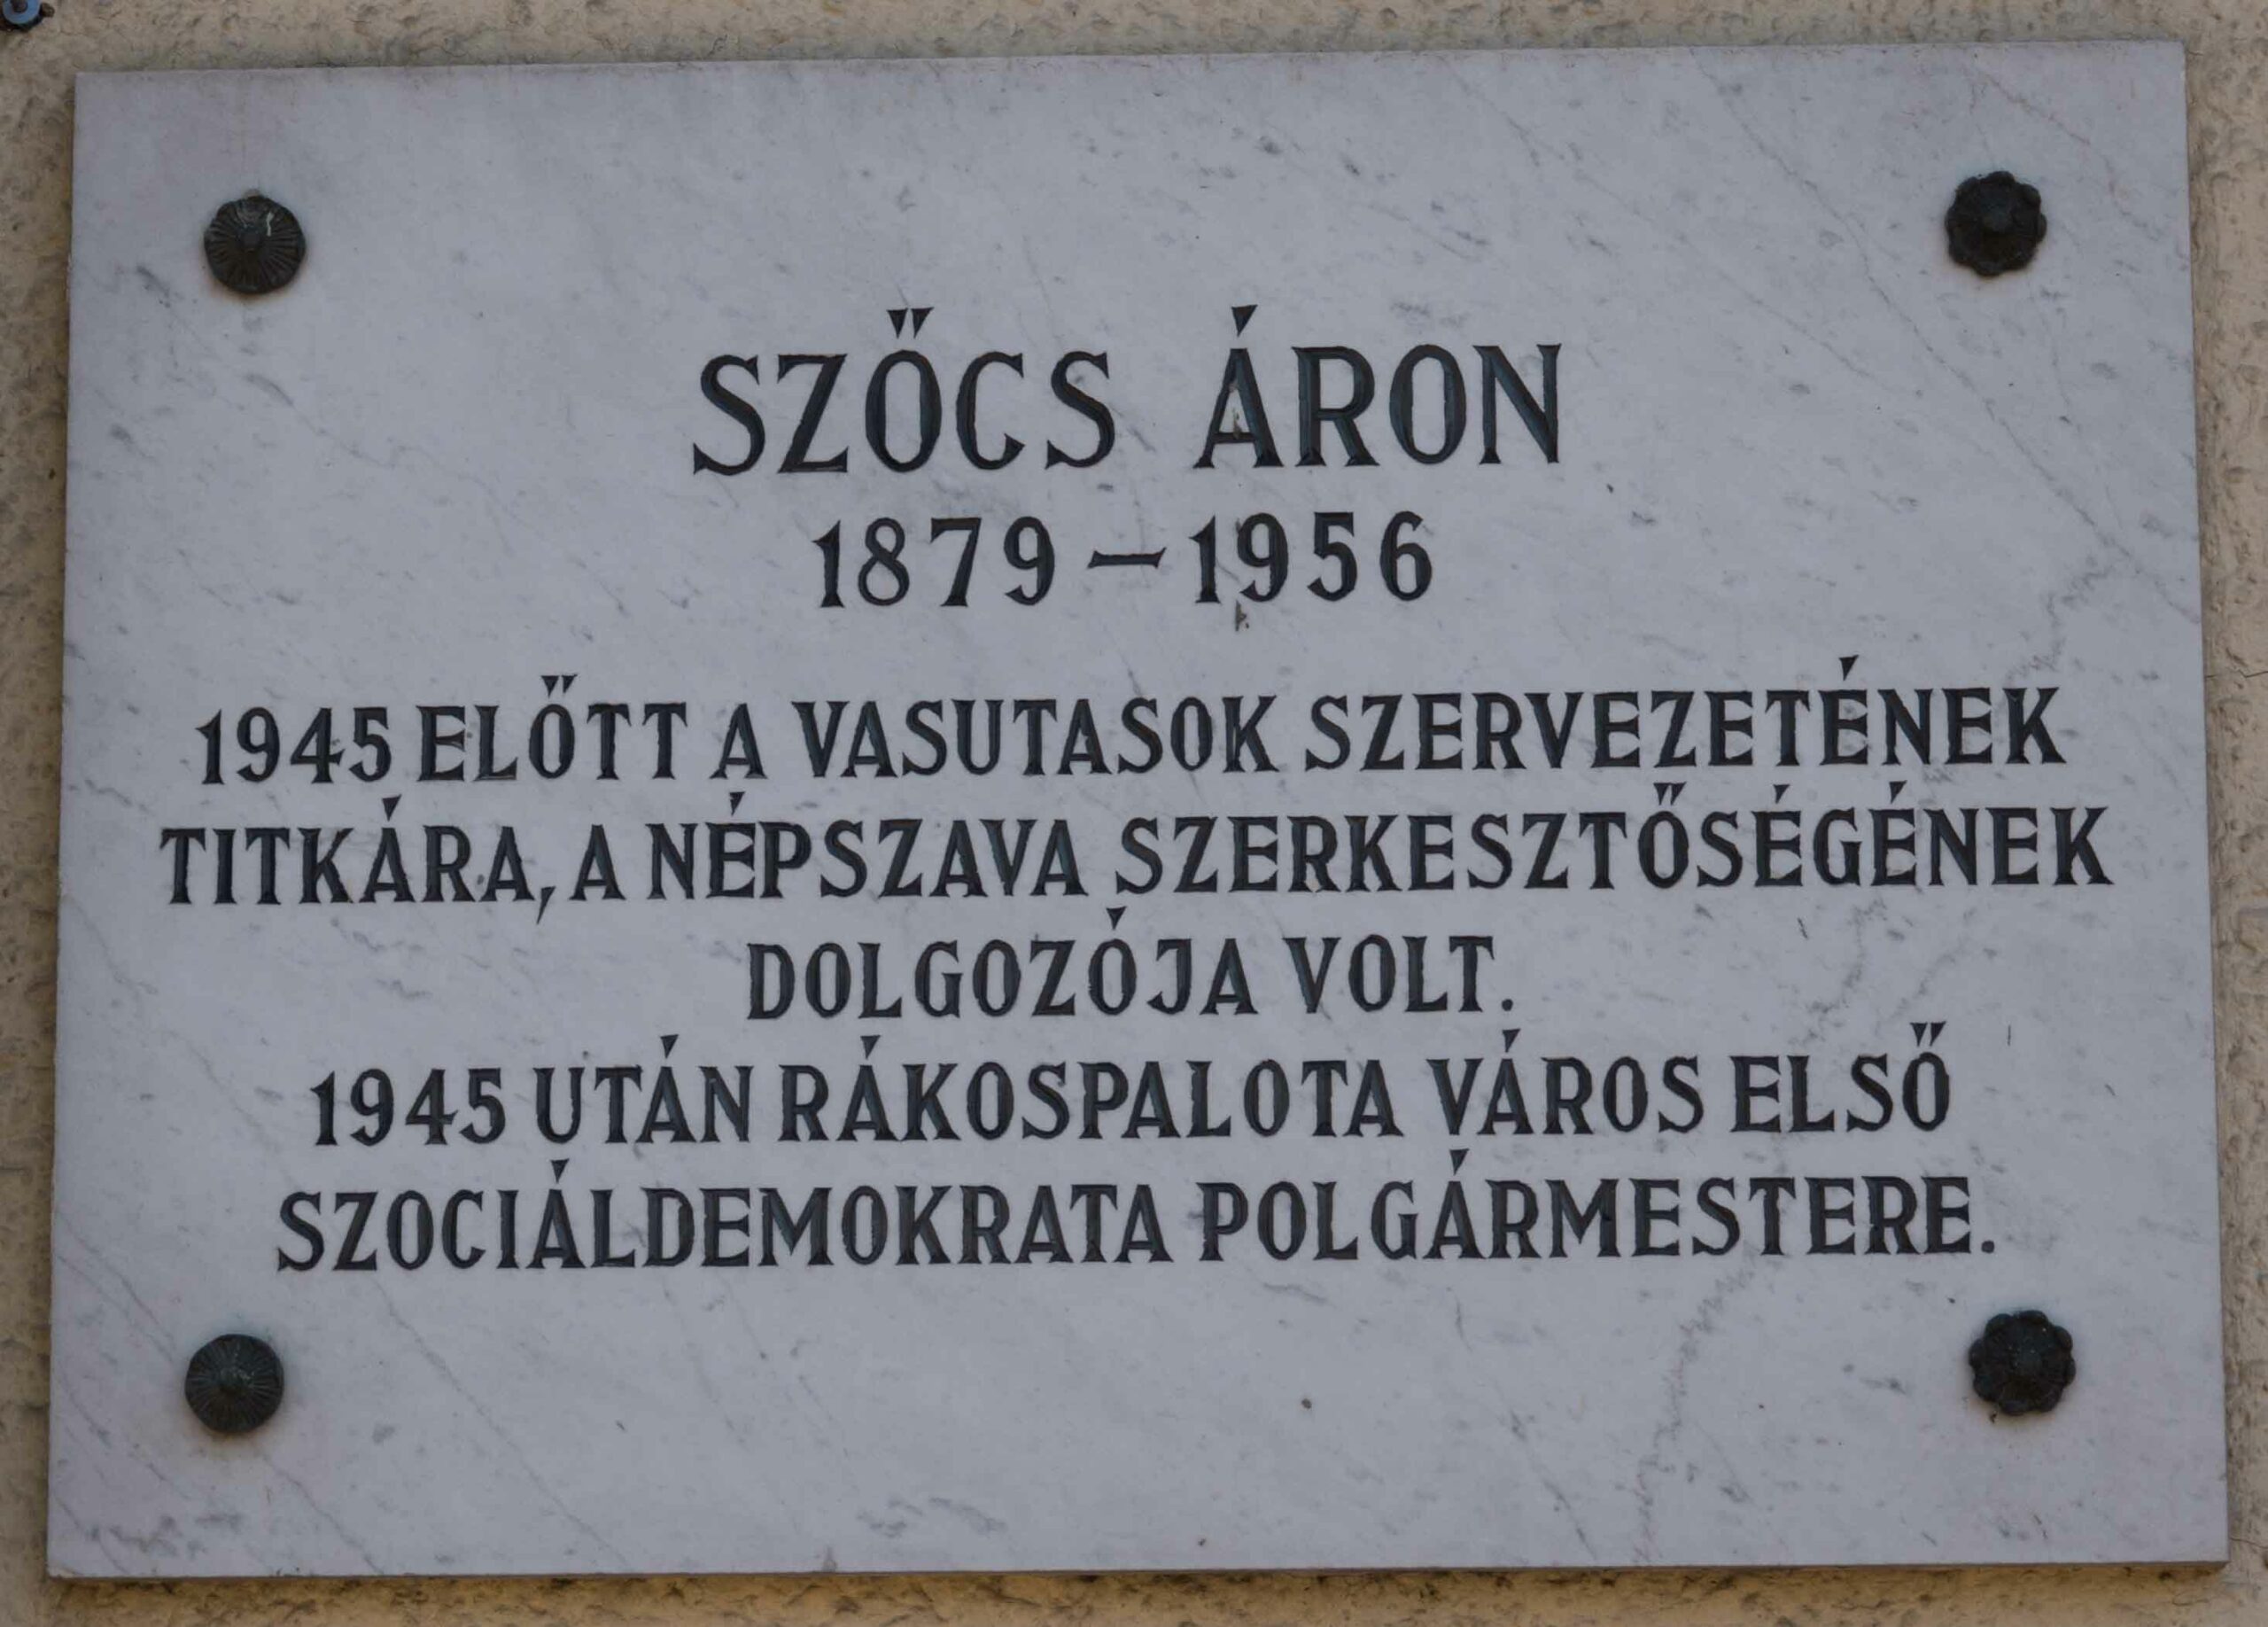 SZŐCS ÁRON
1879 – 1956
1945 ELŐTT A VASUTASOK SZERVEZETÉNEK
TITKÁRA, A NÉPSZAVA SZERKESZTŐSÉGÉNEK
DOLGOZÓJA VOLT.
1945 UTÁN RÁKOSPALOTA VÁROS ELSŐ
SZOCIÁLDEMOKRATA POLGÁRMESTERE.